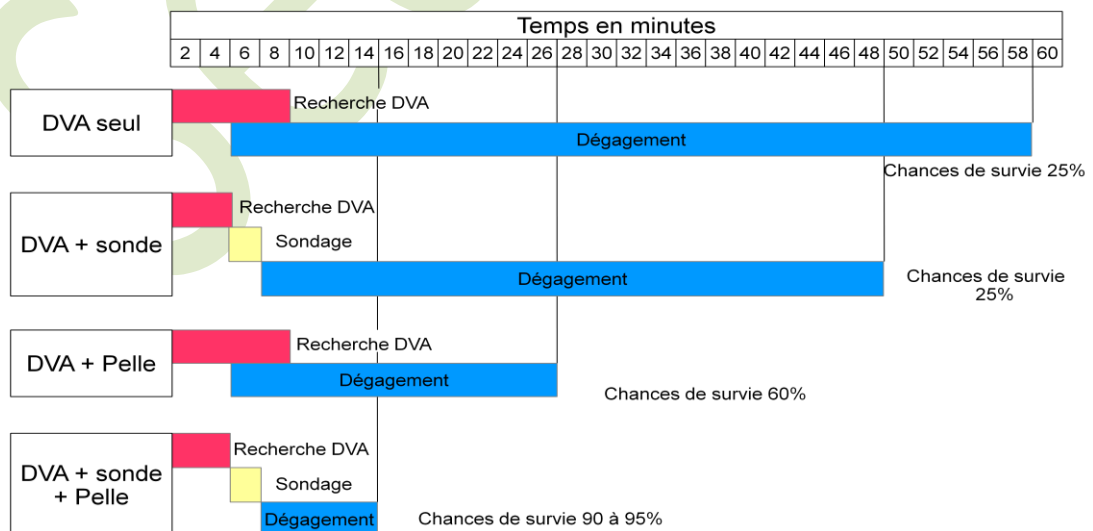 Temps en minutes
2 4 6 8 10 12 14 16 18 20 22 24 26 28 30 32 34 36 38 40 42 44 46 48 50 52 54 56 58 60
DVA seul
Recherche DVA
Dégagement
Chances de survie 25%
DVA + sonde
Recherche DVA
Sondage
Dégagement
Chances de survie
25%
DVA + Pelle
Recherche DVA
Dégagement
Chances de survie 60%
DVA + sonde
+ Pelle
Recherche DVA
Sondage
Dégagement
Chances de survie 90 à 95%